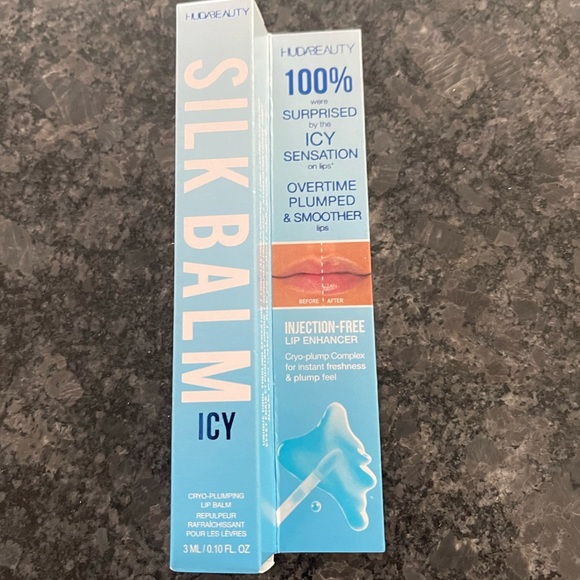 HUDABEAUTY
SILK BALM
ICY
CRYO-PLUMPING
LIP BALM
REPULPEUR
RAFRAÎCHISSANT
POUR LES LÈVRES
3 ML / 0.10 FL. OZ
HUDABEAUTY
100%
were
SURPRISED
by the
ICY
SENSATION
on lips*
OVERTIME
PLUMPED
& SMOOTHER
lips
BEFORE AFTER
INJECTION-FREE
LIP ENHANCER
Cryo-plump Complex
for instant freshness
& plump feel